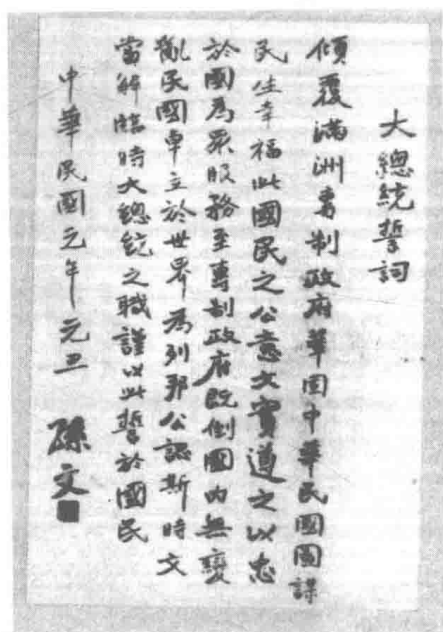 大總統誓詞
傾覆滿洲專制政府鞏固中華民國圖謀
民生幸福此國民之公意文實遵之以忠
於國為眾服務至專制政府既倒國內無變
亂民國卓立於世界為列邦公認斯時文
當解臨時大總統之職謹以此誓於國民
中華民國元年元旦 孫文